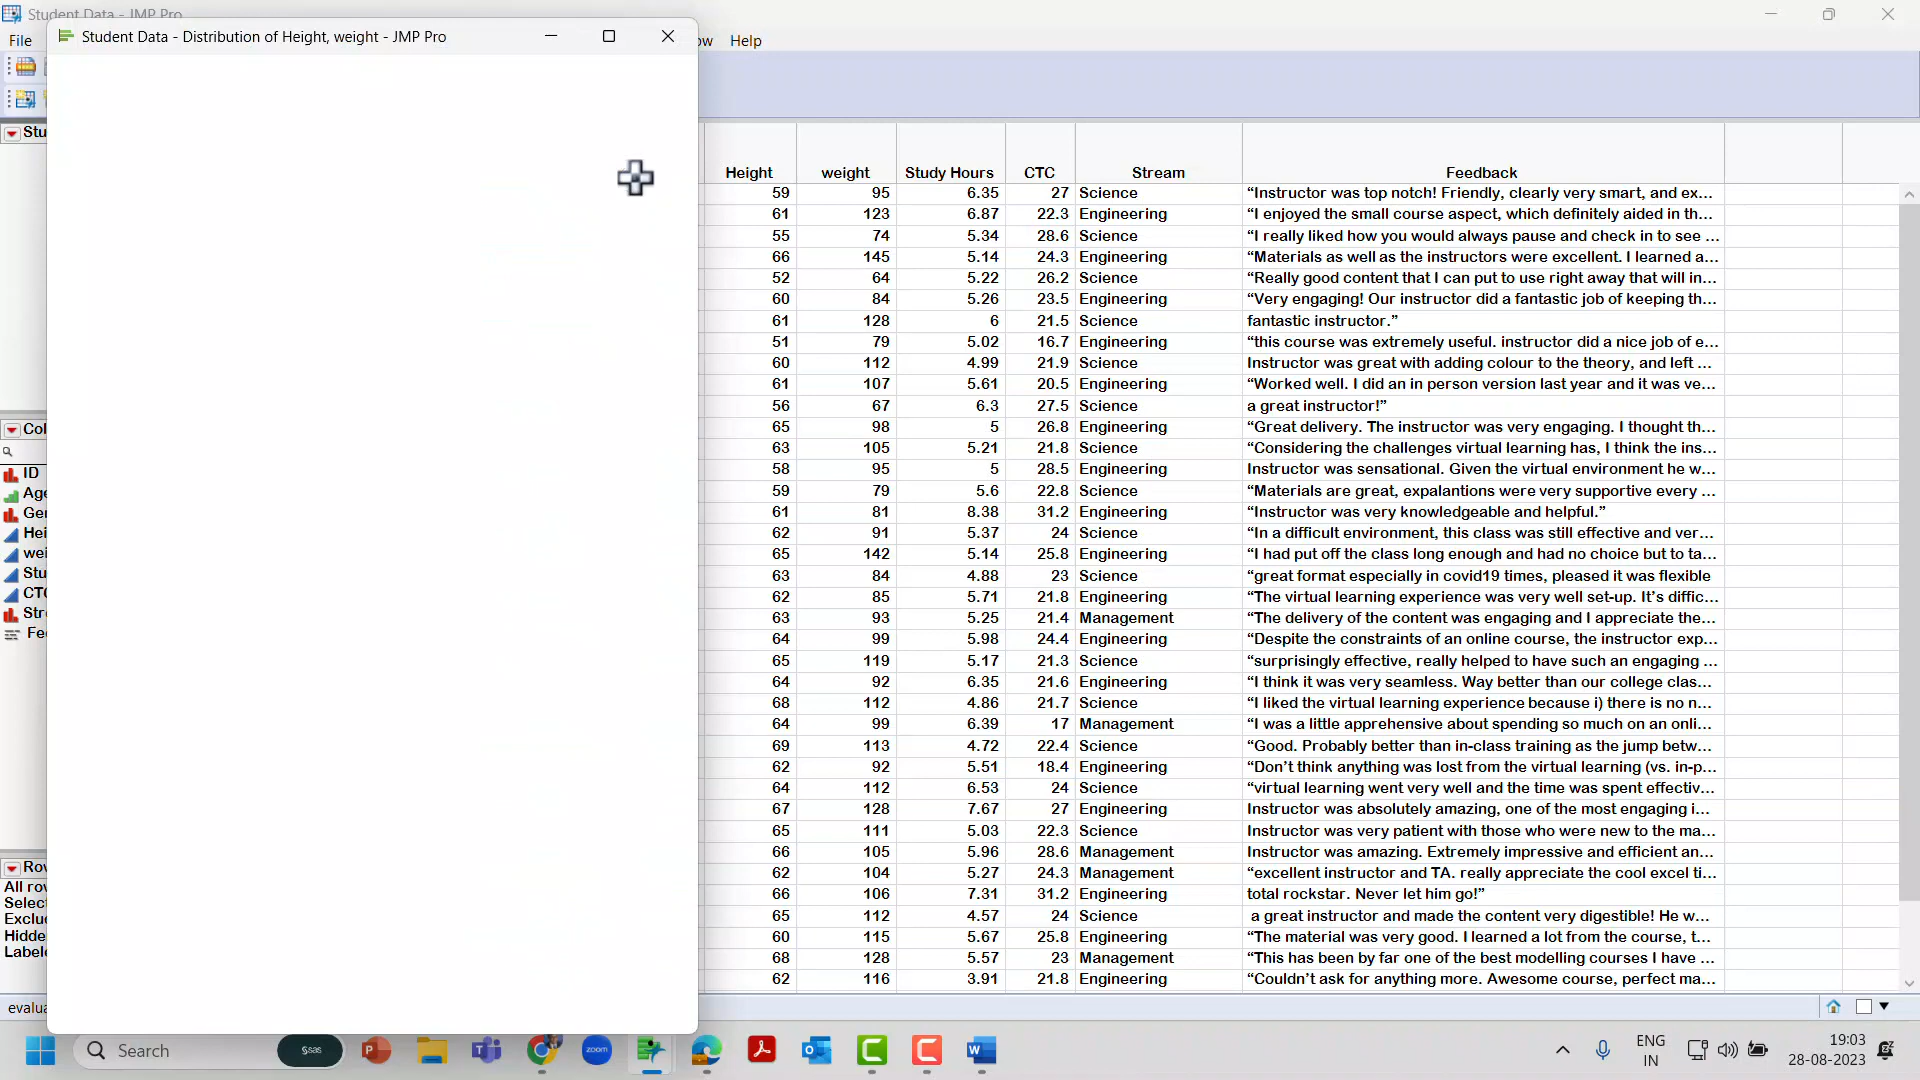 Student Data - JMP Pro
Student Data - Distribution of Height, weight - JMP Pro
File
Help
Height weight Study Hours CTC Stream Feedback
59 95 6.35 27 Science “Instructor was top notch! Friendly, clearly very smart, and ex...
61 123 6.87 22.3 Engineering “I enjoyed the small course aspect, which definitely aided in th...
55 74 5.34 28.6 Science “I really liked how you would always pause and check in to see ...
66 145 5.14 24.3 Engineering “Materials as well as the instructors were excellent. I learned a...
52 64 5.22 26.2 Science “Really good content that I can put to use right away that will in...
60 84 5.26 23.5 Engineering “Very engaging! Our instructor did a fantastic job of keeping th...
61 128 6 21.5 Science fantastic instructor.”
51 79 5.02 16.7 Engineering “this course was extremely useful. instructor did a nice job of e...
60 112 4.99 21.9 Science Instructor was great with adding colour to the theory, and left ...
61 107 5.61 20.5 Engineering “Worked well. I did an in person version last year and it was ve...
56 67 6.3 27.5 Science a great instructor!”
65 98 5 26.8 Engineering “Great delivery. The instructor was very engaging. I thought th...
63 105 5.21 21.8 Science “Considering the challenges virtual learning has, I think the ins...
58 95 5 28.5 Engineering Instructor was sensational. Given the virtual environment he w...
59 79 5.6 22.8 Science “Materials are great, expalantions were very supportive every ...
61 81 8.38 31.2 Engineering “Instructor was very knowledgeable and helpful.”
62 91 5.37 24 Science “In a difficult environment, this class was still effective and ver...
65 142 5.14 25.8 Engineering “I had put off the class long enough and had no choice but to ta...
63 84 4.88 23 Science “great format especially in covid19 times, pleased it was flexible
62 85 5.71 21.8 Engineering “The virtual learning experience was very well set-up. It’s diffic...
63 93 5.25 21.4 Management “The delivery of the content was engaging and I appreciate the...
64 99 5.98 24.4 Engineering “Despite the constraints of an online course, the instructor exp...
65 119 5.17 21.3 Science “surprisingly effective, really helped to have such an engaging ...
64 92 6.35 21.6 Engineering “I think it was very seamless. Way better than our college clas...
68 112 4.86 21.7 Science “I liked the virtual learning experience because i) there is no n...
64 99 6.39 17 Management “I was a little apprehensive about spending so much on an onli...
69 113 4.72 22.4 Science “Good. Probably better than in-class training as the jump betw...
62 92 5.51 18.4 Engineering “Don’t think anything was lost from the virtual learning (vs. in-p...
64 112 6.53 24 Science “virtual learning went very well and the time was spent effectiv...
67 128 7.67 27 Engineering Instructor was absolutely amazing, one of the most engaging i...
65 111 5.03 22.3 Science Instructor was very patient with those who were new to the ma...
66 105 5.96 28.6 Management Instructor was amazing. Extremely impressive and efficient an...
62 104 5.27 24.3 Management “excellent instructor and TA. really appreciate the cool excel ti...
66 106 7.31 31.2 Engineering total rockstar. Never let him go!”
65 112 4.57 24 Science a great instructor and made the content very digestible! He w...
60 115 5.67 25.8 Engineering “The material was very good. I learned a lot from the course, t...
68 128 5.57 23 Management “This has been by far one of the best modelling courses I have ...
62 116 3.91 21.8 Engineering “Couldn’t ask for anything more. Awesome course, perfect ma...
Stu
Col
ID
Age
Ge
Hei
wei
Stu
CTC
Str
Fe
Ro
All rov
Select
Exclu
Hidde
Label
evalua
Search
sas
zoom
ENG
IN
19:03
28-08-2023